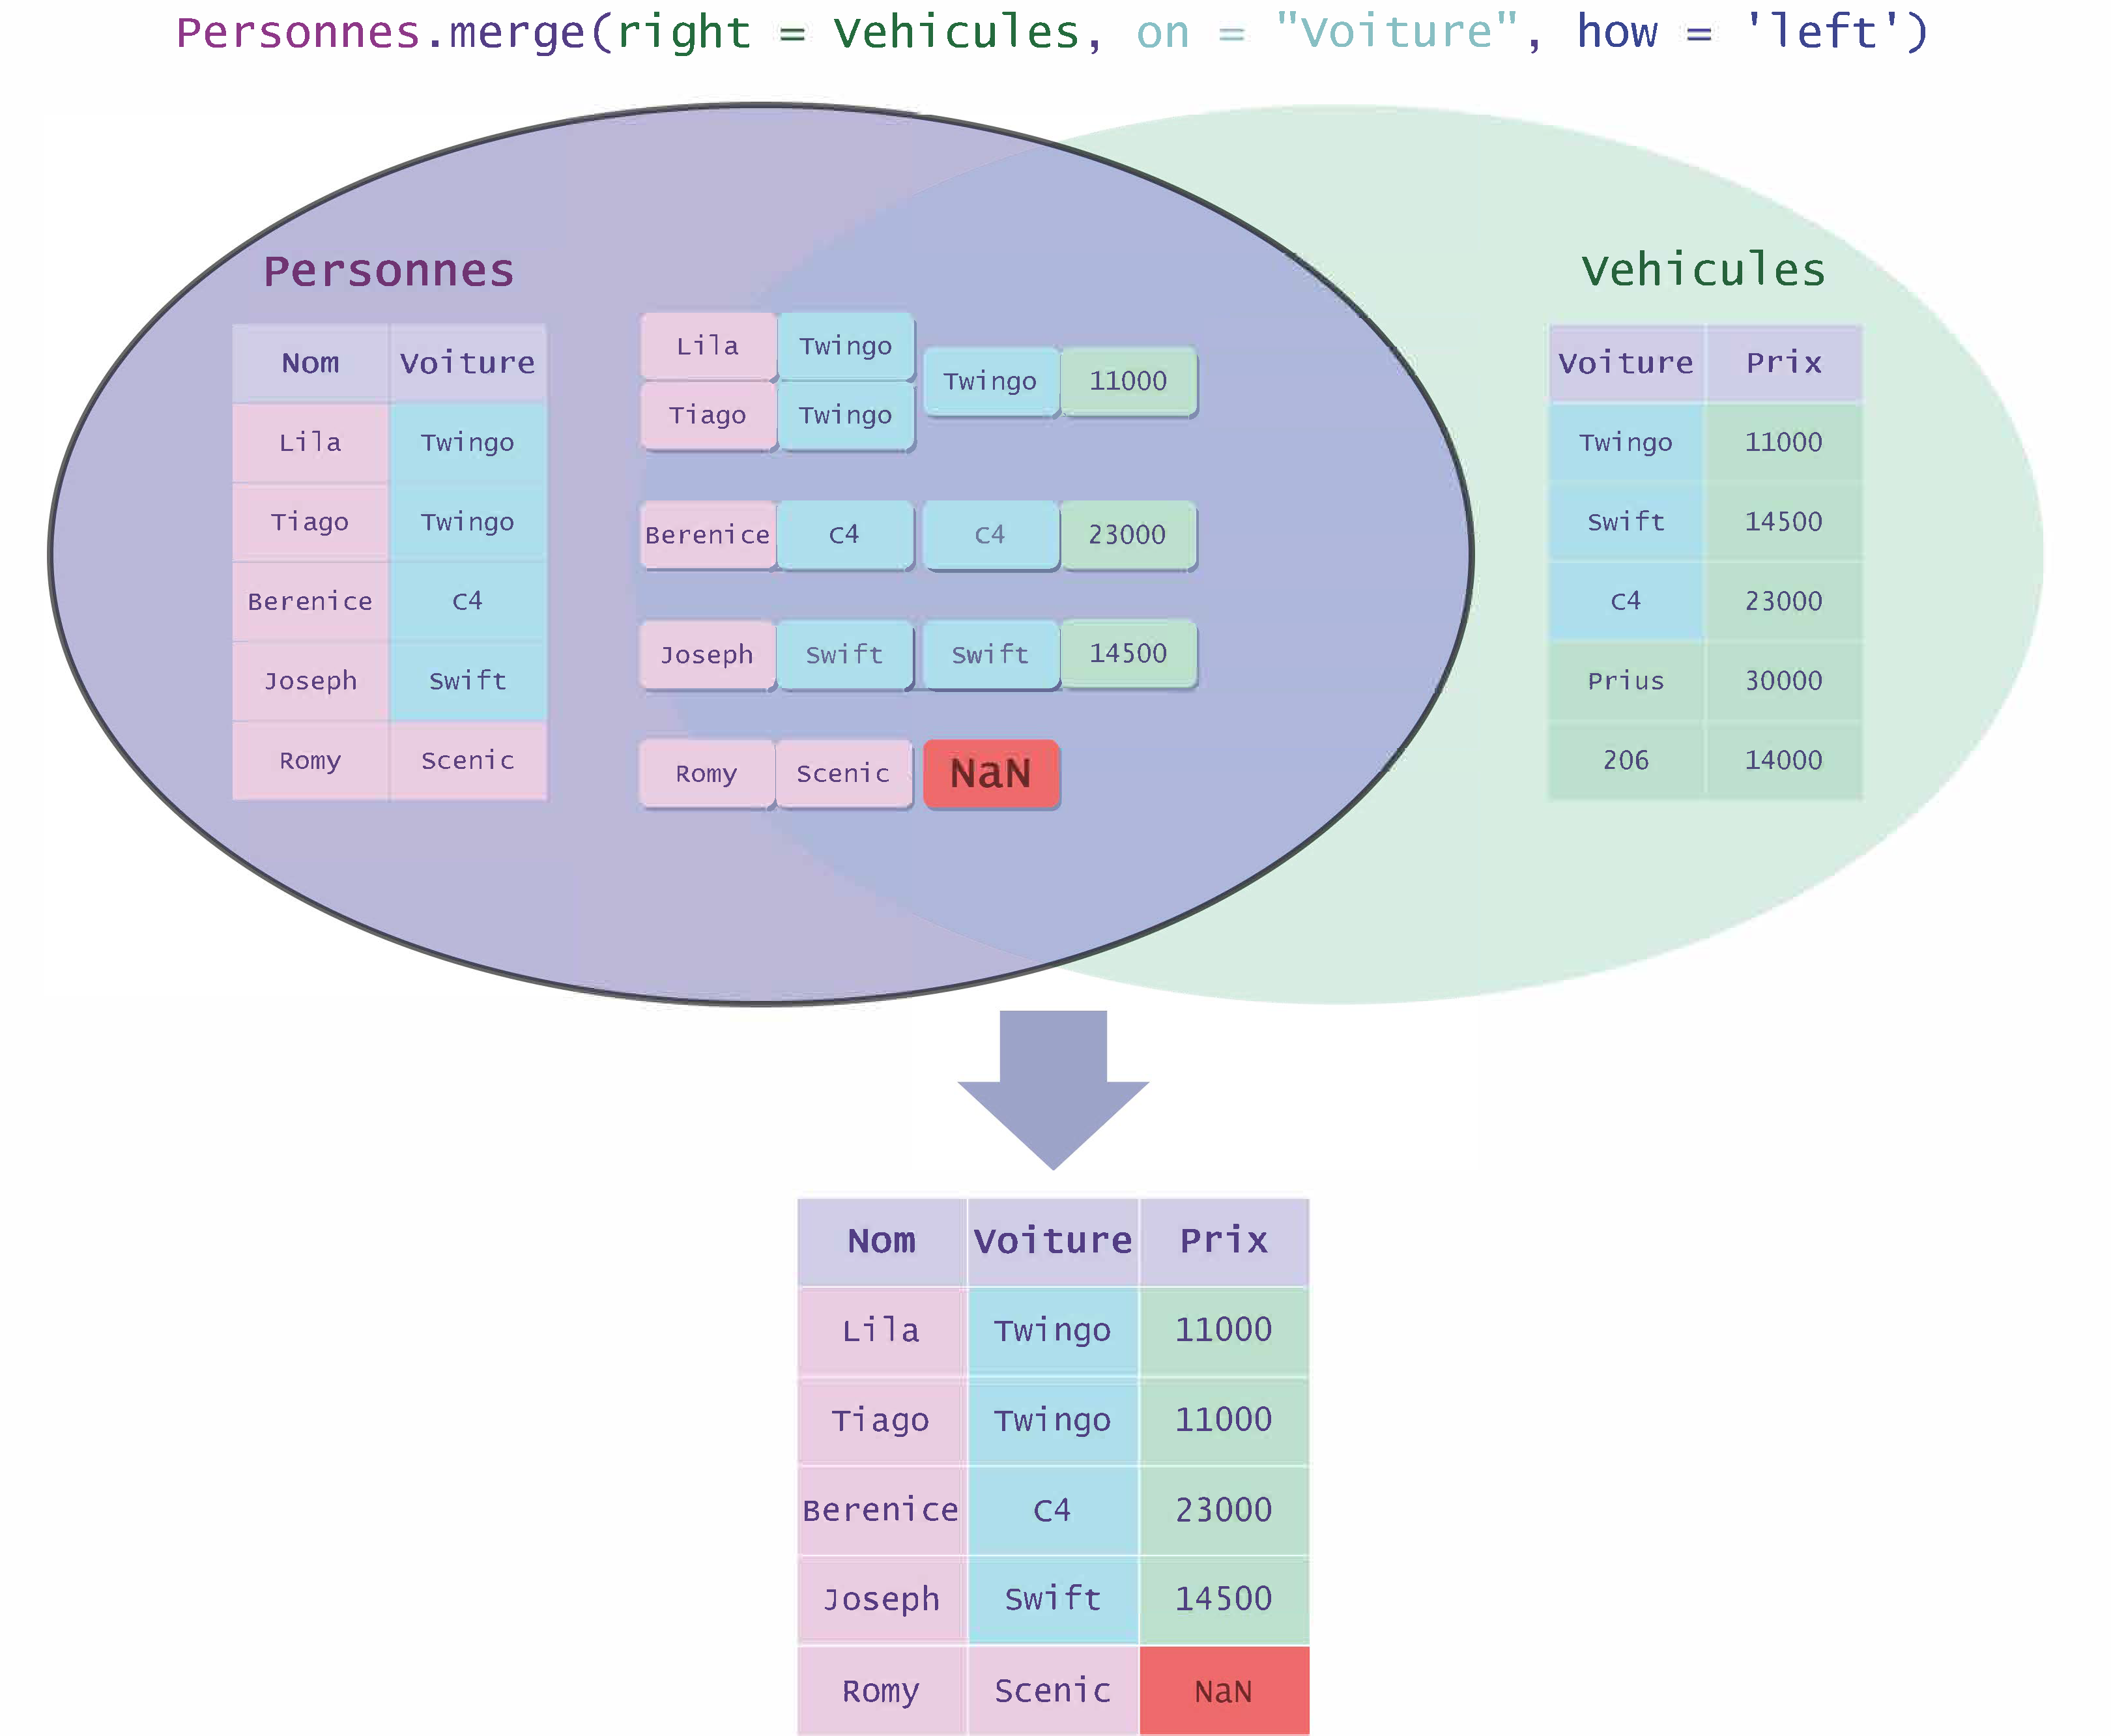 Personnes.merge(right = Vehicules, on = "Voiture", how = 'left')
Personnes
Nom Voiture
Lila Twingo
Tiago Twingo
Berenice C4
Joseph Swift
Romy Scenic
Lila Twingo
Tiago Twingo
Twingo 11000
Berenice C4 C4 23000
Joseph Swift Swift 14500
Romy Scenic NaN
Vehicules
Voiture Prix
Twingo 11000
Swift 14500
C4 23000
Prius 30000
206 14000
Nom Voiture Prix
Lila Twingo 11000
Tiago Twingo 11000
Berenice C4 23000
Joseph Swift 14500
Romy Scenic NaN